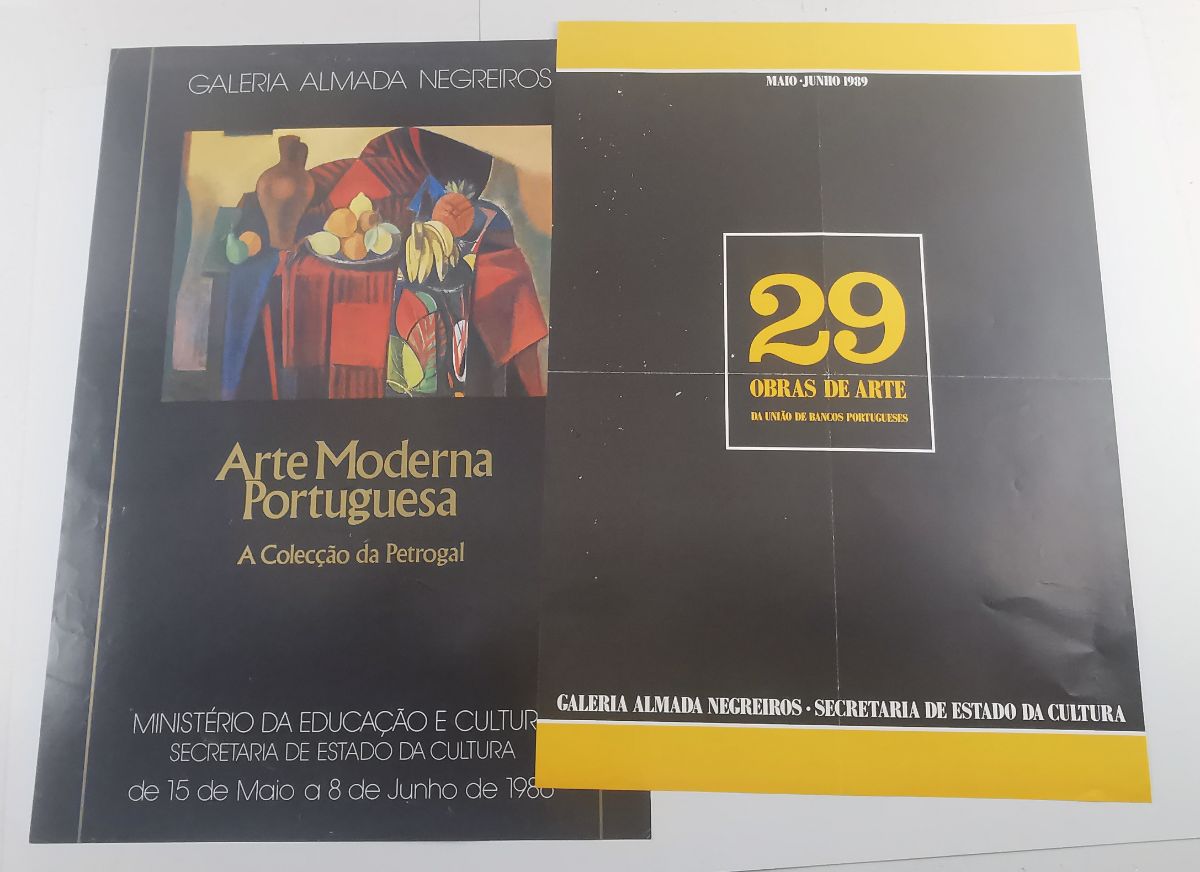 GALERIA ALMADA NEGREIROS
Arte Moderna
Portuguesa
A Colecção da Petrogal
MINISTÉRIO DA EDUCAÇÃO E CULTUR
SECRETARIA DE ESTADO DA CULTURA
de 15 de Maio a 8 de Junho de
MAIO · JUNHO 1989
29
OBRAS DE ARTE
DA UNIÃO DE BANCOS PORTUGUESES
GALERIA ALMADA NEGREIROS · SECRETARIA DE ESTADO DA CULTURA